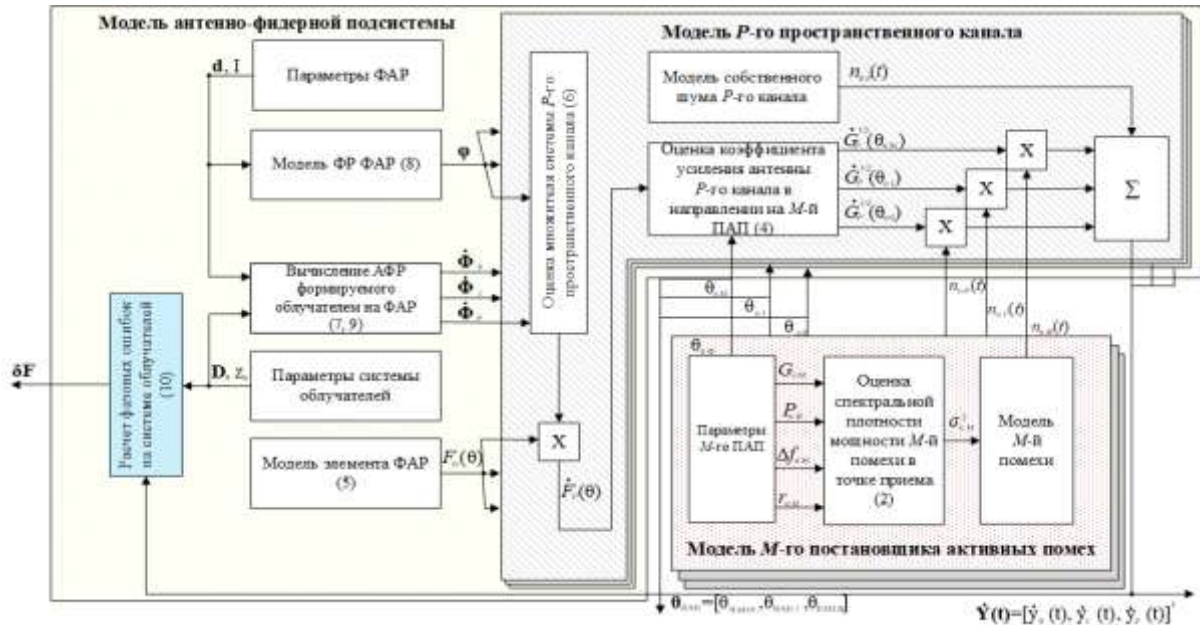 Модель антенно-фидерной подсистемы
Модель P-го пространственного канала
d, I
Параметры ФАР
Модель ФР ФАР (8)
φ
Вычисление АФР
формируемого
облучателем на ФАР
(7, 9)
Φ̇
Φ̇
Φ̇
D, Z
Параметры системы
облучателей
Модель элемента ФАР
(5)
Расчет фазовых ошибок
на системе облучателей
(10)
δF
Оценка множителя системы P-го
пространственного канала (6)
X
Модель собственного
шума P-го канала
Оценка коэффициента
усиления антенны
P-го канала в
направлении на M-й
ПАП (4)
X
X
X
Σ
Параметры
M-го ПАП
Оценка
спектральной
плотности
мощности M-й
помехи в
точке приема
(2)
Модель
M-й
помехи
Модель M-го постановщика активных помех